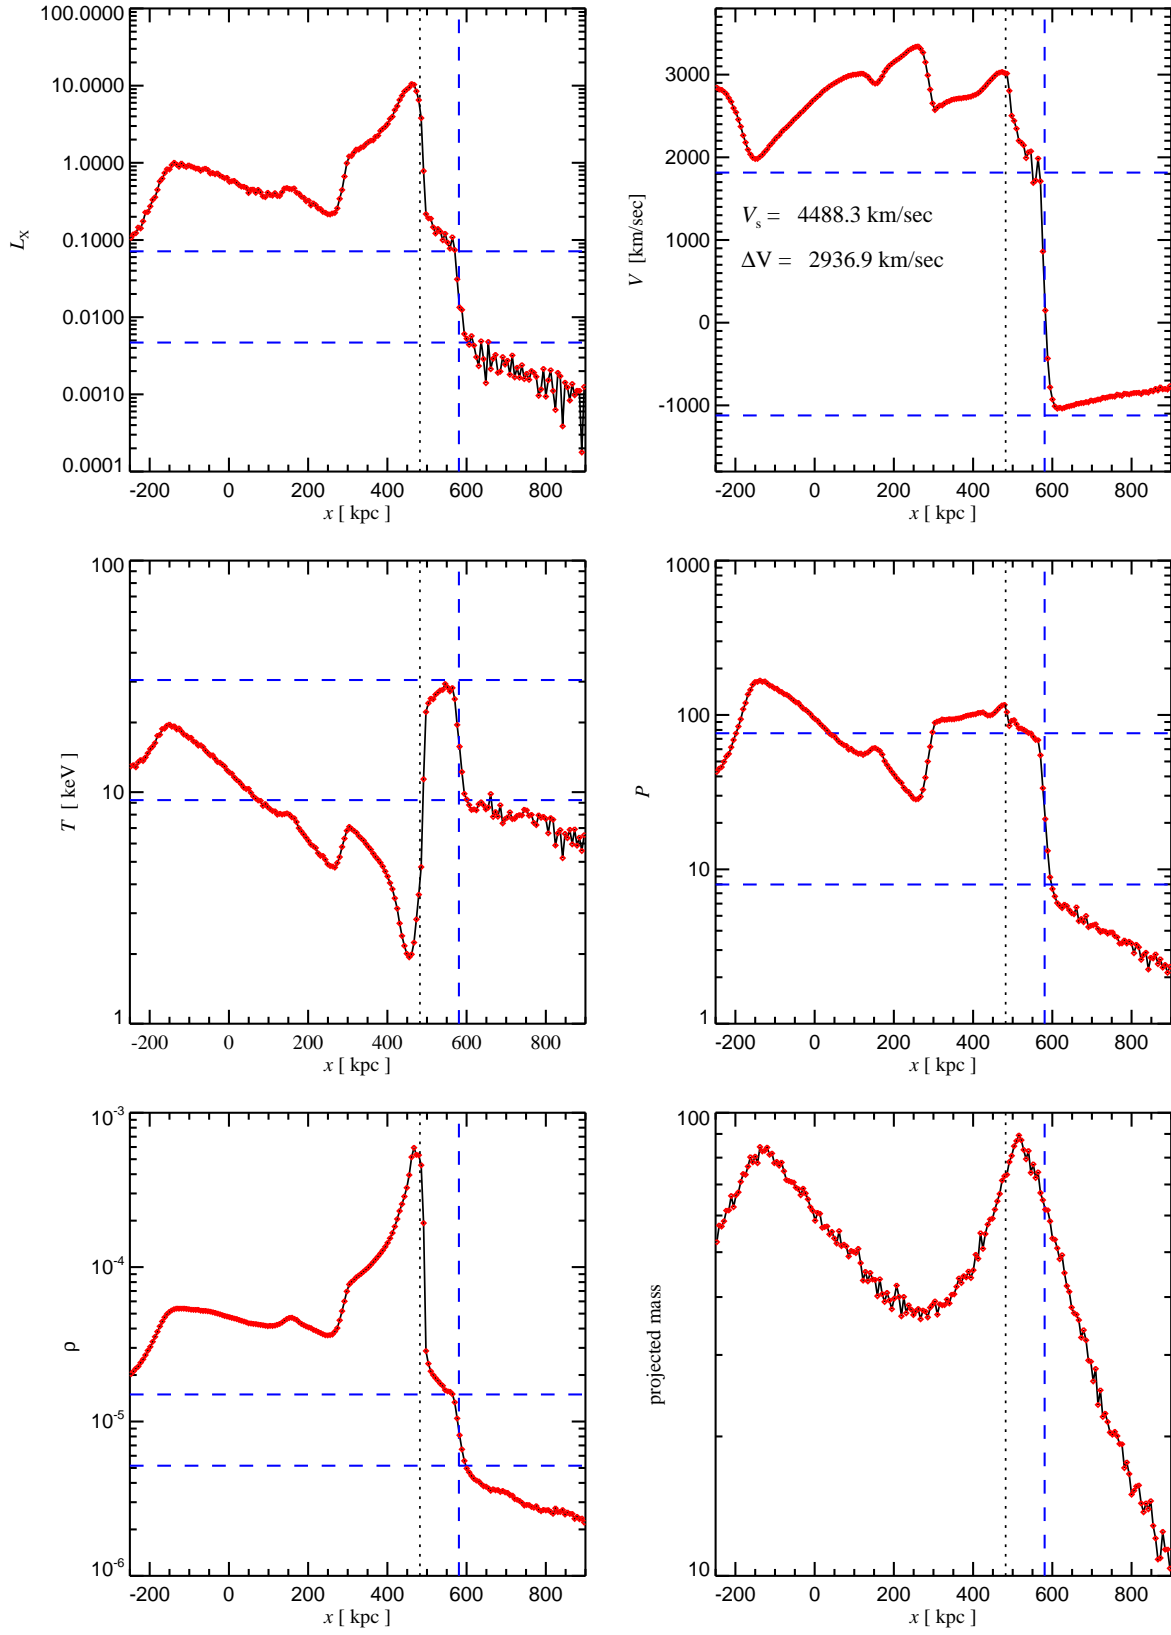 100.0000
10.0000
1.0000
0.1000
0.0100
0.0010
0.0001
L_X
-200 0 200 400 600 800
x [ kpc]
3000
2000
1000
0
-1000
V [km/sec]
V_s = 4488.3 km/sec
ΔV = 2936.9 km/sec
-200 0 200 400 600 800
x [ kpc]
100
10
1
T [ keV]
-200 0 200 400 600 800
x [ kpc]
1000
100
10
1
P
-200 0 200 400 600 800
x [ kpc]
10^-3
10^-4
10^-5
10^-6
ρ
-200 0 200 400 600 800
x [ kpc]
100
10
projected mass
-200 0 200 400 600 800
x [ kpc]